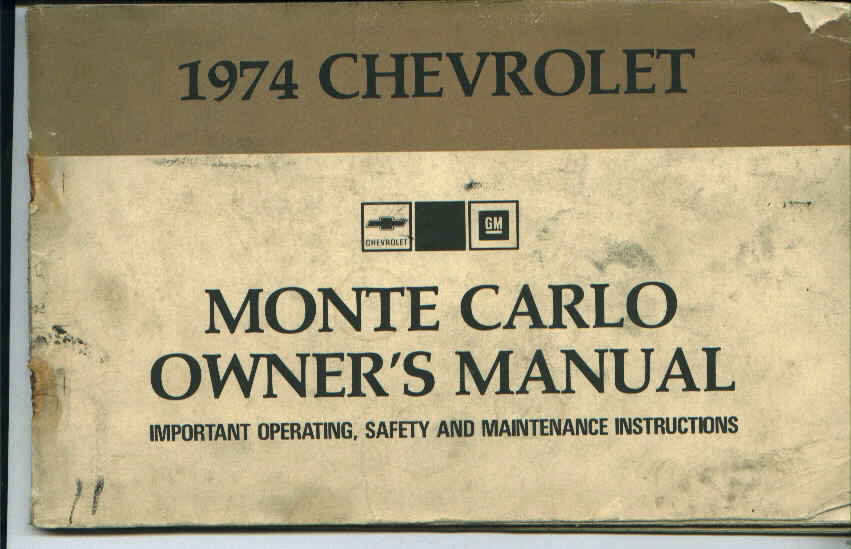 1974 CHEVROLET
CHEVROLET
GM
MONTE CARLO
OWNER'S MANUAL
IMPORTANT OPERATING, SAFETY AND MAINTENANCE INSTRUCTIONS